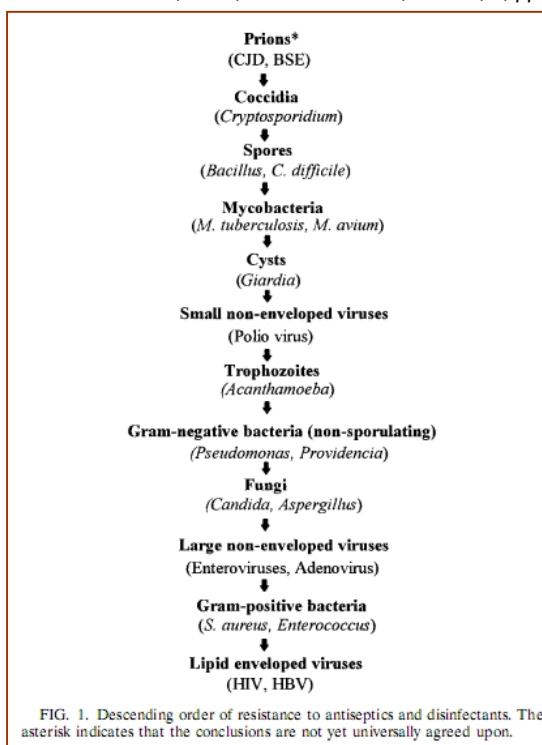 Prions*
(CJD, BSE)
Coccidia
(Cryptosporidium)
Spores
(Bacillus, C. difficile)
Mycobacteria
(M. tuberculosis, M. avium)
Cysts
(Giardia)
Small non-enveloped viruses
(Polio virus)
Trophozoites
(Acanthamoeba)
Gram-negative bacteria (non-sporulating)
(Pseudomonas, Providencia)
Fungi
(Candida, Aspergillus)
Large non-enveloped viruses
(Enteroviruses, Adenovirus)
Gram-positive bacteria
(S. aureus, Enterococcus)
Lipid enveloped viruses
(HIV, HBV)
FIG. 1. Descending order of resistance to antiseptics and disinfectants. The
asterisk indicates that the conclusions are not yet universally agreed upon.